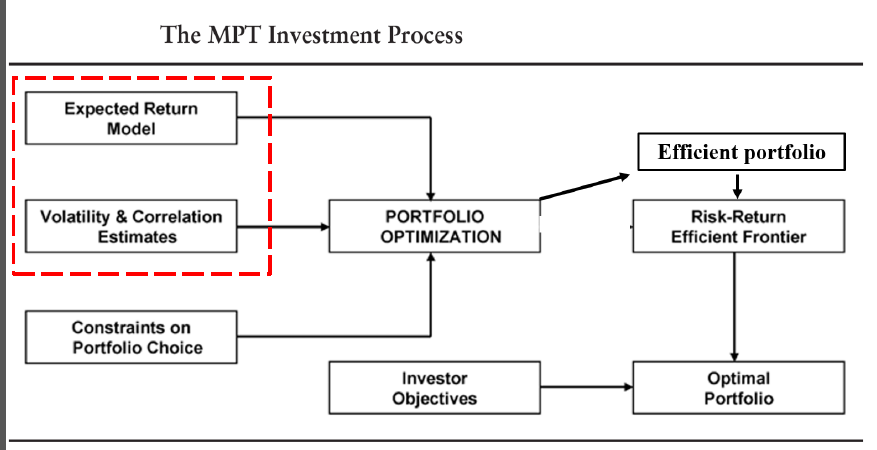 The MPT Investment Process
Expected Return
Model
Efficient portfolio
Volatility & Correlation
Estimates
PORTFOLIO
OPTIMIZATION
Risk-Return
Efficient Frontier
Constraints on
Portfolio Choice
Investor
Objectives
Optimal
Portfolio